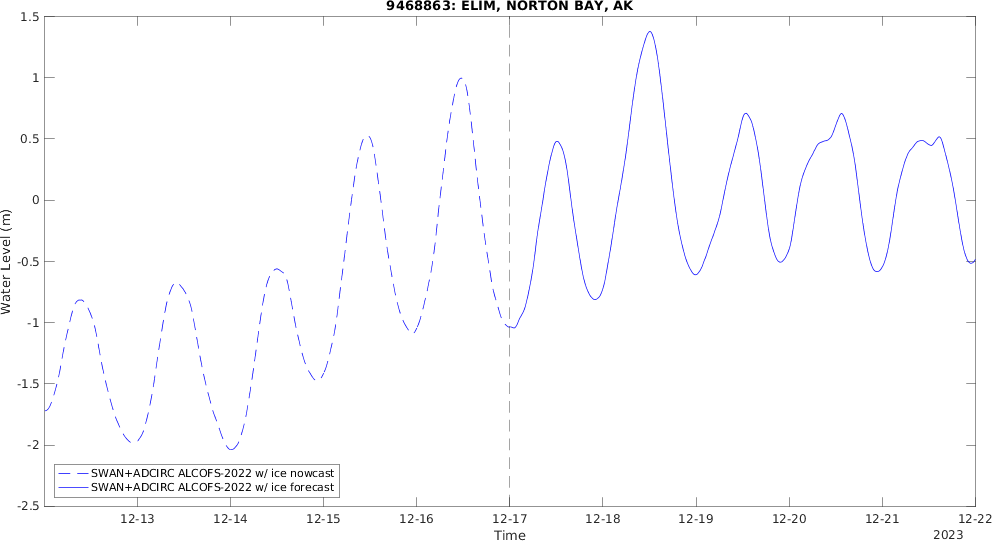 9468863: ELIM, NORTON BAY, AK
1.5
1
0.5
0
-0.5
-1
-1.5
-2
-2.5
Water Level (m)
SWAN+ADCIRC ALCOFS-2022 w/ ice nowcast
SWAN+ADCIRC ALCOFS-2022 w/ ice forecast
12-13 12-14 12-15 12-16 12-17 12-18 12-19 12-20 12-21 12-22
Time
2023